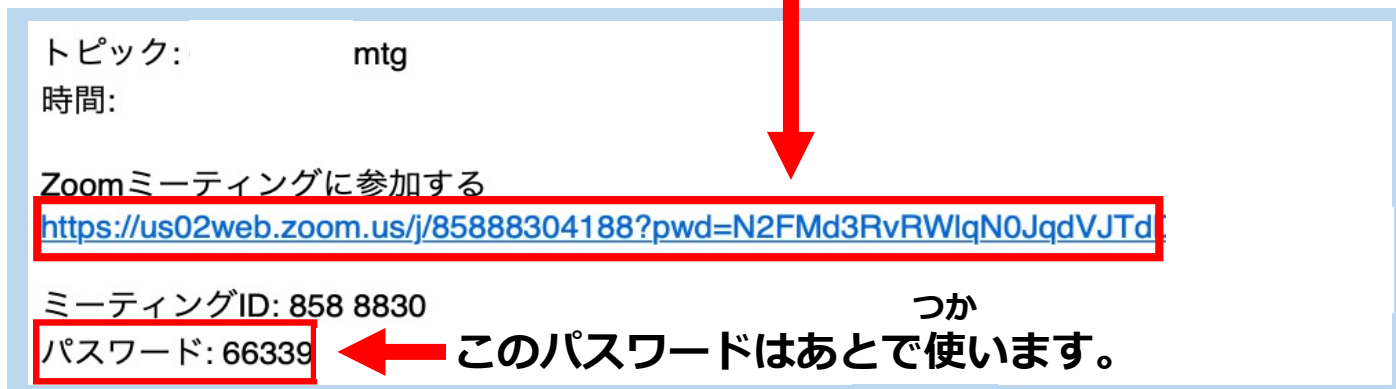 トピック: mtg
時間:
Zoomミーティングに参加する
https://us02web.zoom.us/j/85888304188?pwd=N2FMd3RvRWlqN0JqdVJTd
ミーティングID: 858 8830
つか
パスワード: 66339 このパスワードはあとで使います。